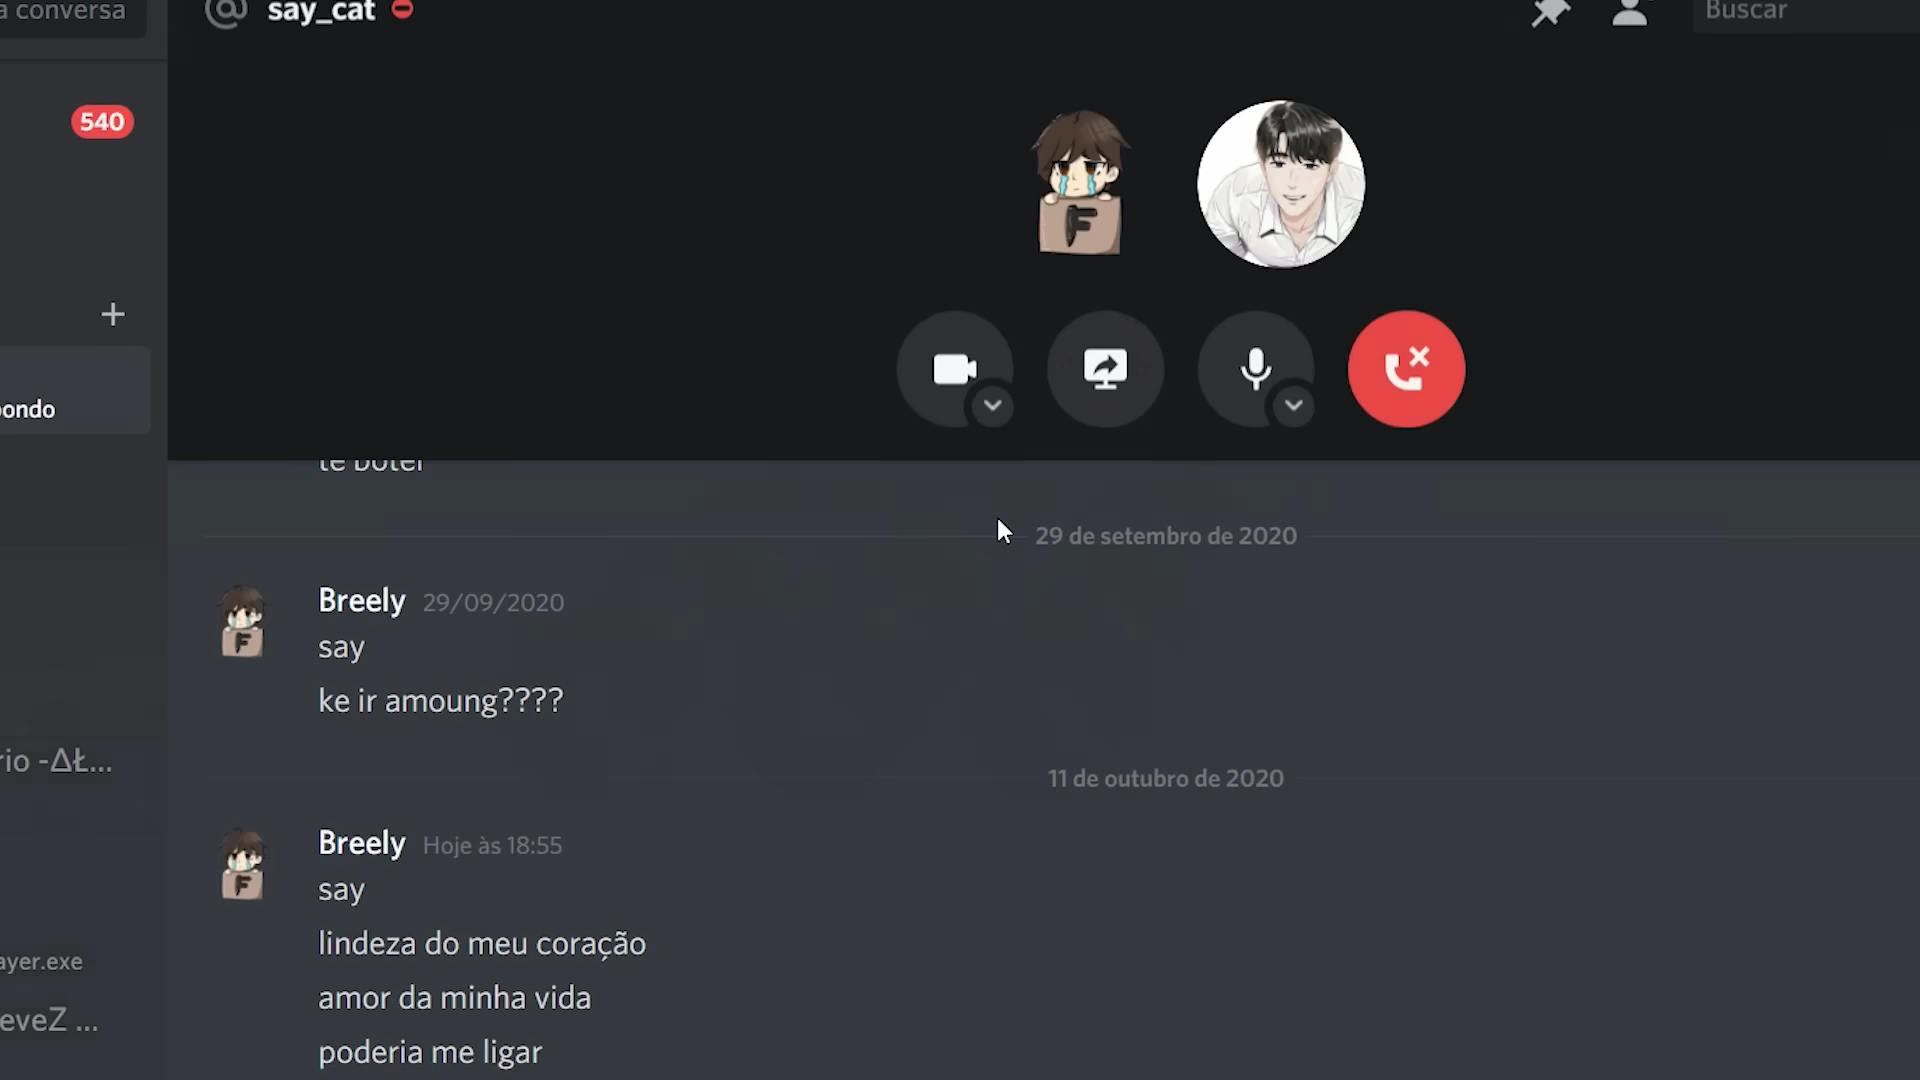 a conversa
say_cat
Buscar
540
F
ondo
te botei
29 de setembro de 2020
Breely 29/09/2020
F
say
ke ir amoung????
rio -ΔŁ...
11 de outubro de 2020
Breely Hoje às 18:55
F
say
lindeza do meu coração
ayer.exe
amor da minha vida
eveZ ...
poderia me ligar